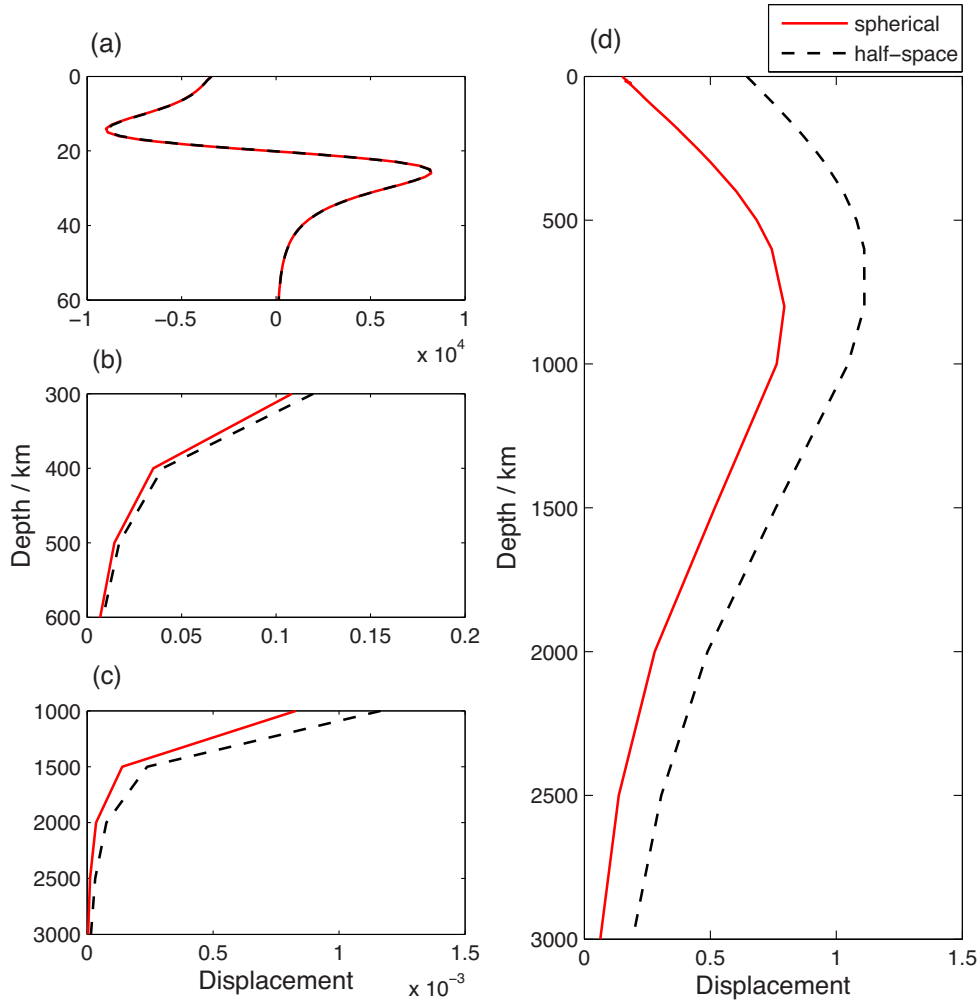 (a)
0
20
40
60
−1 −0.5 0 0.5 1
x 10⁴
(b)
300
400
500
600
0 0.05 0.1 0.15 0.2
Depth / km
(c)
1000
1500
2000
2500
3000
0 0.5 1 1.5
Displacement
x 10⁻³
(d)
spherical
half−space
0
500
1000
1500
2000
2500
3000
0 0.5 1 1.5
Depth / km
Displacement